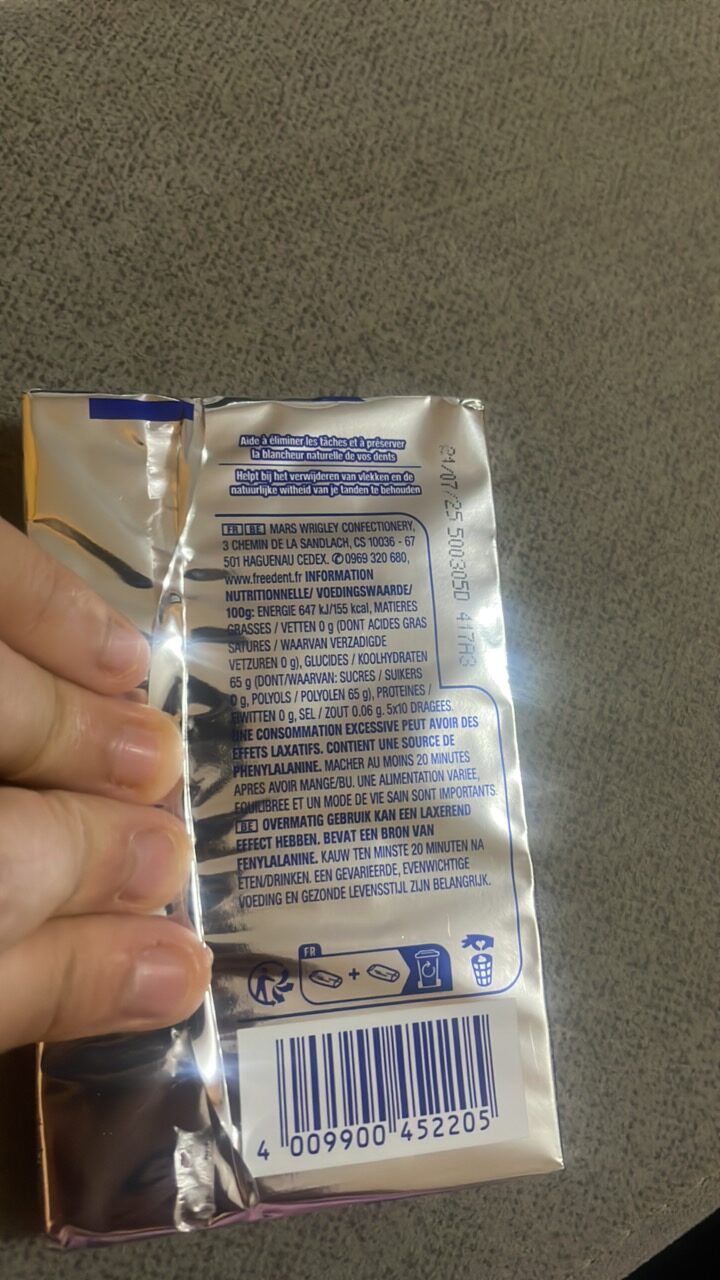 Aide à éliminer les tâches et à préserver
la blancheur naturelle de vos dents
Helpt bij het verwijderen van vlekken en de
natuurlijke witheid van je tanden te behouden
21/07/25 500305D 417A3
FR BE MARS WRIGLEY CONFECTIONERY,
3 CHEMIN DE LA SANDLACH, CS 10036 - 67
501 HAGUENAU CEDEX. ✆0969 320 680,
www.freedent.fr INFORMATION
NUTRITIONNELLE/ VOEDINGSWAARDE/
100g: ENERGIE 647 kJ/155 kcal, MATIERES
GRASSES / VETTEN 0 g (DONT ACIDES GRAS
SATURES / WAARVAN VERZADIGDE
VETZUREN 0 g), GLUCIDES / KOOLHYDRATEN
65 g (DONT/WAARVAN: SUCRES / SUIKERS
0 g, POLYOLS / POLYOLEN 65 g), PROTEINES /
EIWITTEN 0 g, SEL / ZOUT 0.06 g. 5x10 DRAGEES.
UNE CONSOMMATION EXCESSIVE PEUT AVOIR DES
EFFETS LAXATIFS. CONTIENT UNE SOURCE DE
PHENYLALANINE. MACHER AU MOINS 20 MINUTES
APRES AVOIR MANGE/BU. UNE ALIMENTATION VARIEE,
EQUILIBREE ET UN MODE DE VIE SAIN SONT IMPORTANTS.
BE OVERMATIG GEBRUIK KAN EEN LAXEREND
EFFECT HEBBEN. BEVAT EEN BRON VAN
FENYLALANINE. KAUW TEN MINSTE 20 MINUTEN NA
ETEN/DRINKEN. EEN GEVARIEERDE, EVENWICHTIGE
VOEDING EN GEZONDE LEVENSSTIJL ZIJN BELANGRIJK.
FR
+
4 009900 452205